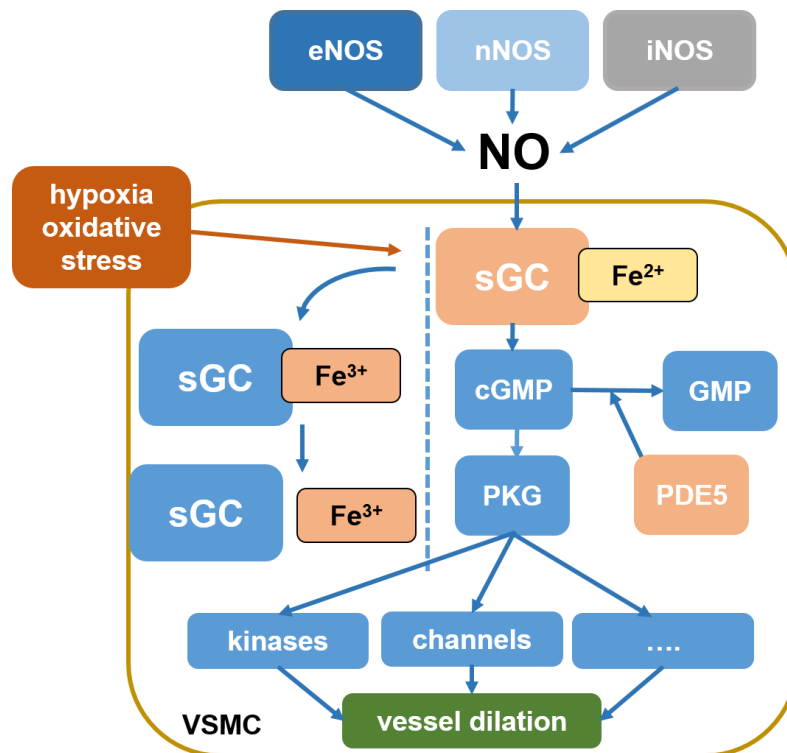 eNOS
nNOS
iNOS
NO
hypoxia
oxidative
stress
sGC
Fe²⁺
sGC
Fe³⁺
cGMP
GMP
sGC
Fe³⁺
PKG
PDE5
kinases
channels
....
VSMC
vessel dilation